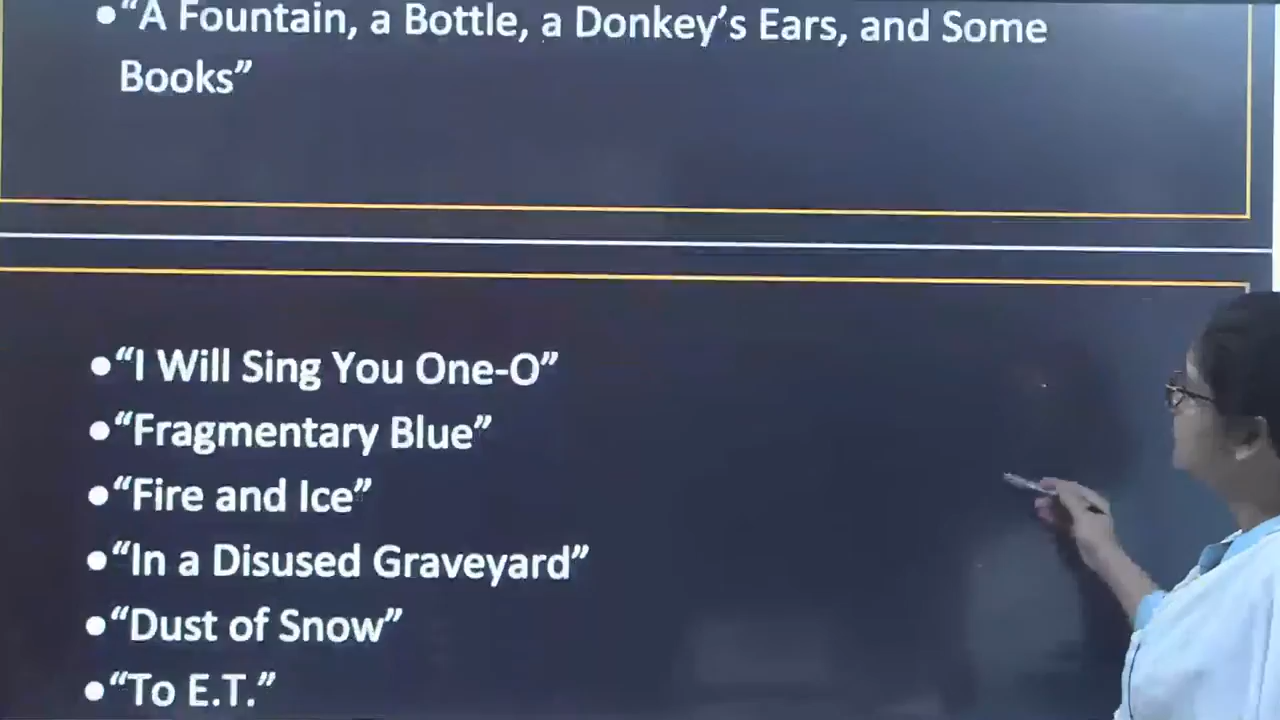 •“A Fountain, a Bottle, a Donkey’s Ears, and Some
Books”
•“I Will Sing You One-O”
•“Fragmentary Blue”
•“Fire and Ice”
•“In a Disused Graveyard”
•“Dust of Snow”
•“To E.T.”